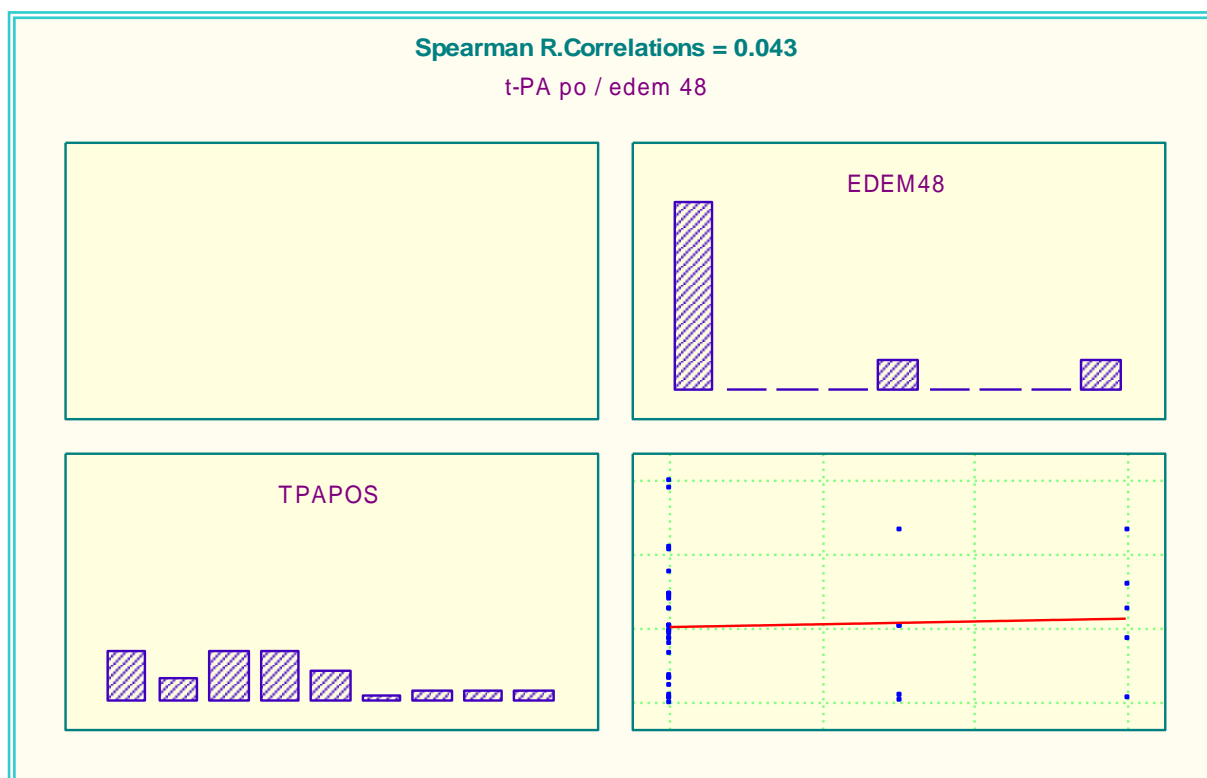 Spearman R.Correlations = 0.043
t-PA po / edem 48
EDEM48
TPAPOS